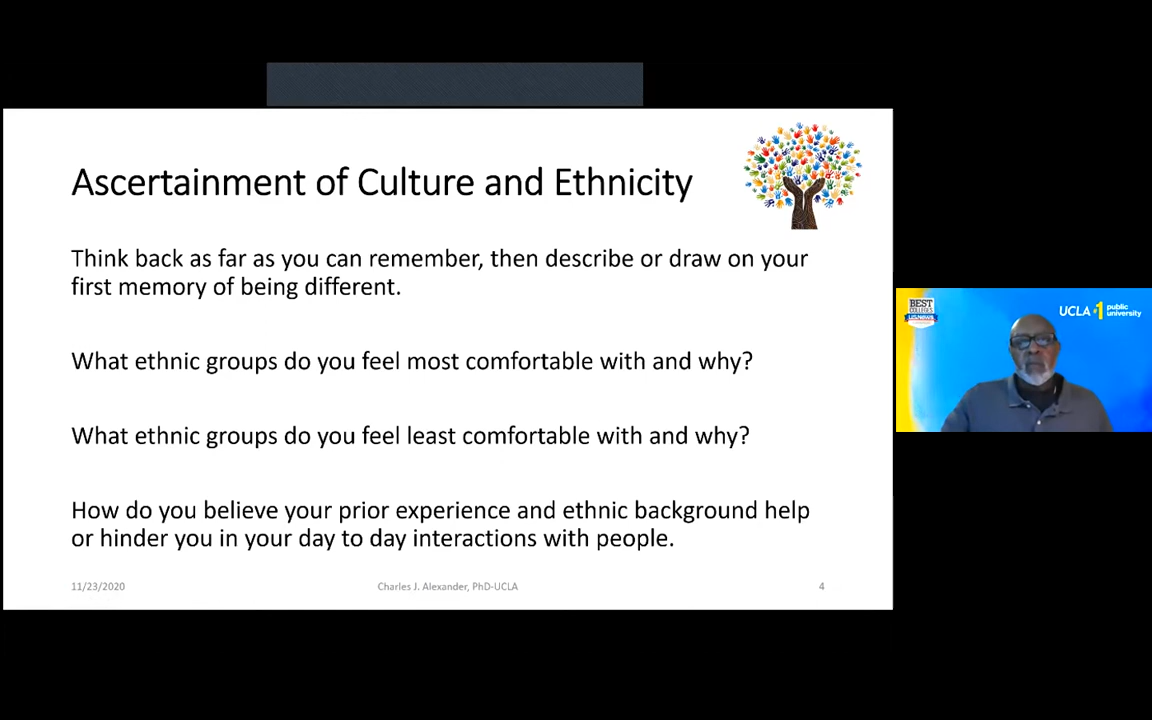 Ascertainment of Culture and Ethnicity
Think back as far as you can remember, then describe or draw on your
first memory of being different.
What ethnic groups do you feel most comfortable with and why?
What ethnic groups do you feel least comfortable with and why?
How do you believe your prior experience and ethnic background help
or hinder you in your day to day interactions with people.
11/23/2020
Charles J. Alexander, PhD-UCLA
4
BEST
COLLEGES
U.S.News
UCLA #1 public
university